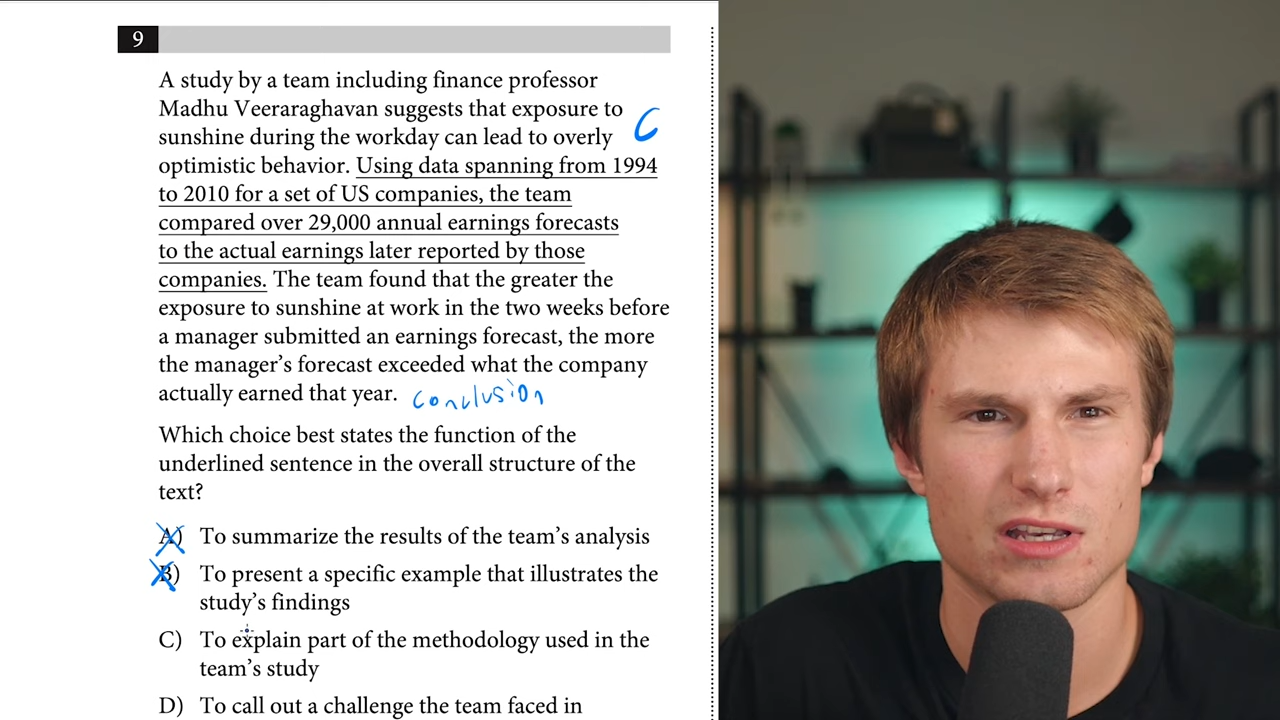 9
A study by a team including finance professor
Madhu Veeraraghavan suggests that exposure to
sunshine during the workday can lead to overly
C
optimistic behavior. Using data spanning from 1994
to 2010 for a set of US companies, the team
compared over 29,000 annual earnings forecasts
to the actual earnings later reported by those
companies. The team found that the greater the
exposure to sunshine at work in the two weeks before
a manager submitted an earnings forecast, the more
the manager's forecast exceeded what the company
actually earned that year. conclusion
Which choice best states the function of the
underlined sentence in the overall structure of the
text?
A) To summarize the results of the team's analysis
B) To present a specific example that illustrates the
study's findings
C) To explain part of the methodology used in the
team's study
D) To call out a challenge the team faced in